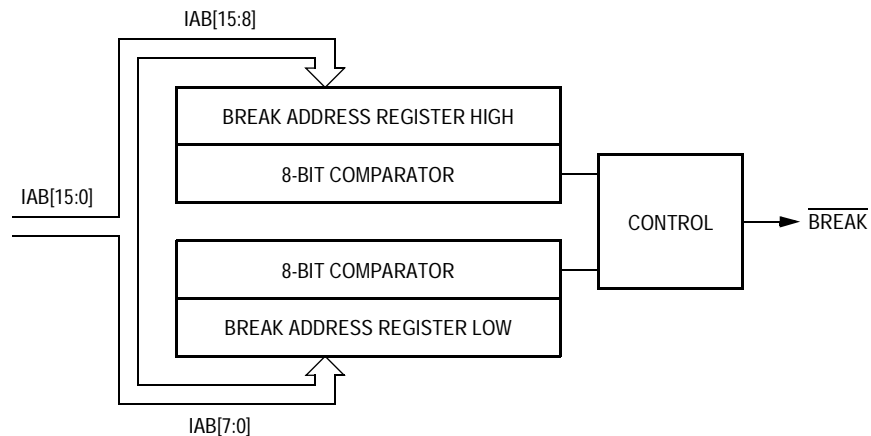 IAB[15:8]
BREAK ADDRESS REGISTER HIGH
8-BIT COMPARATOR
IAB[15:0]
CONTROL
BREAK
8-BIT COMPARATOR
BREAK ADDRESS REGISTER LOW
IAB[7:0]